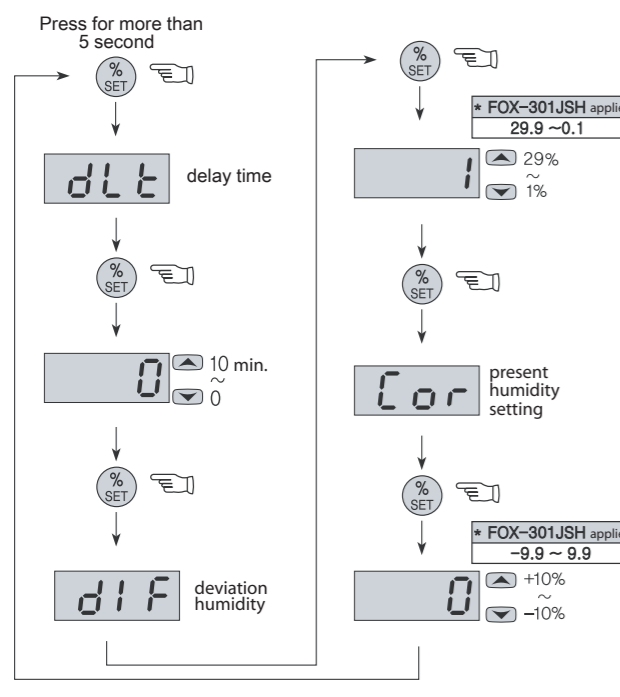 Press for more than
5 second
%
SET
dLt
delay time
%
SET
0
10 min.
~
0
%
SET
dIF
deviation
humidity
%
SET
* FOX-301JSH
29.9 ~0.1
1
29%
~
1%
%
SET
Cor
present
humidity
setting
%
SET
* FOX-301JSH
-9.9 ~ 9.9
0
+10%
~
-10%